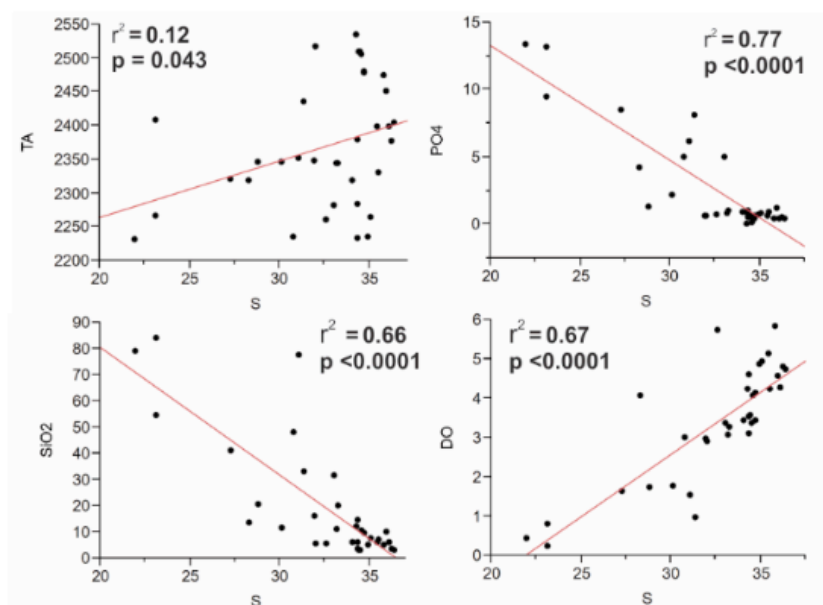 r² = 0.12
p = 0.043
2550
2500
2450
2400
2350
2300
2250
2200
TA
20
25
30
35
S
r² = 0.77
p <0.0001
15
10
5
0
PO4
20
25
30
35
S
r² = 0.66
p <0.0001
90
80
70
60
50
40
30
20
10
0
SiO2
20
25
30
35
S
r² = 0.67
p <0.0001
6
5
4
3
2
1
0
DO
20
25
30
35
S